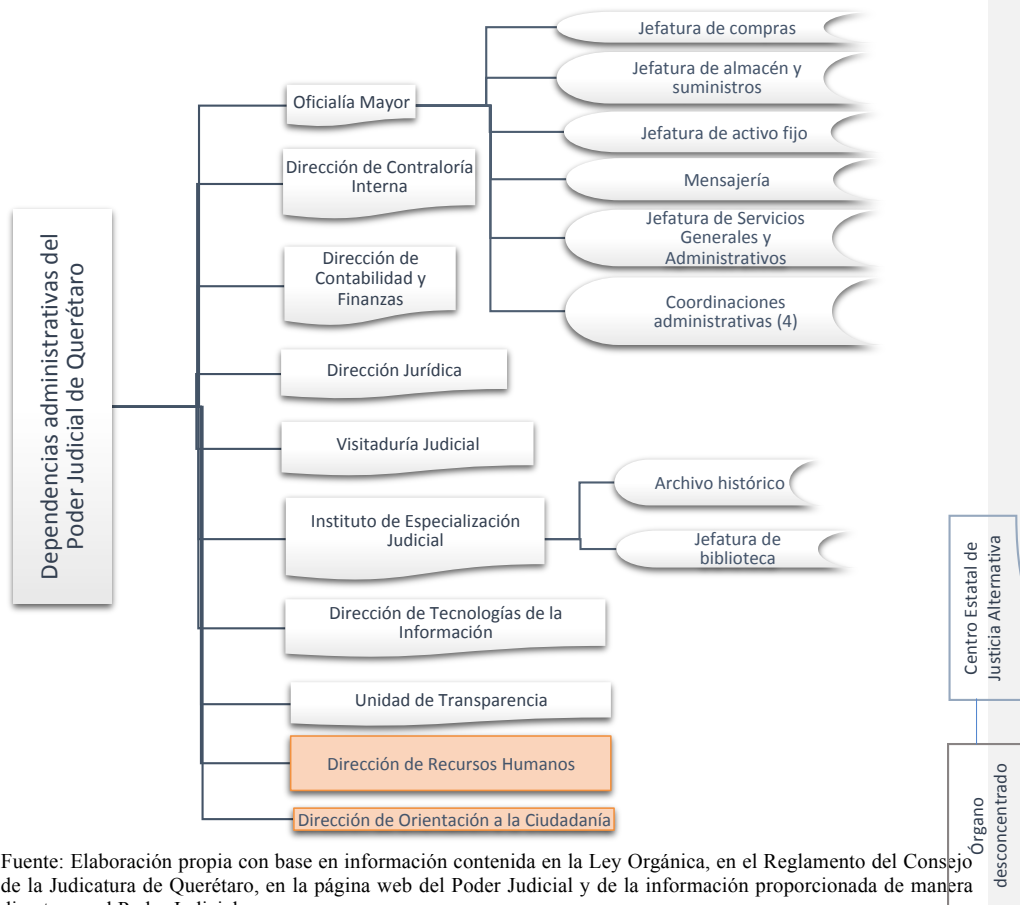 Dependencias administrativas del
Poder Judicial de Querétaro
Oficialía Mayor
Jefatura de compras
Jefatura de almacén y
suministros
Jefatura de activo fijo
Mensajería
Jefatura de Servicios
Generales y
Administrativos
Coordinaciones
administrativas (4)
Dirección de Contraloría
Interna
Dirección de
Contabilidad y
Finanzas
Dirección Jurídica
Visitaduría Judicial
Instituto de Especialización
Judicial
Archivo histórico
Jefatura de
biblioteca
Dirección de Tecnologías de la
Información
Unidad de Transparencia
Dirección de Recursos Humanos
Dirección de Orientación a la Ciudadanía
Centro Estatal de
Justicia Alternativa
Órgano
desconcentrado
Fuente: Elaboración propia con base en información contenida en la Ley Orgánica, en el Reglamento del Consejo
de la Judicatura de Querétaro, en la página web del Poder Judicial y de la información proporcionada de manera